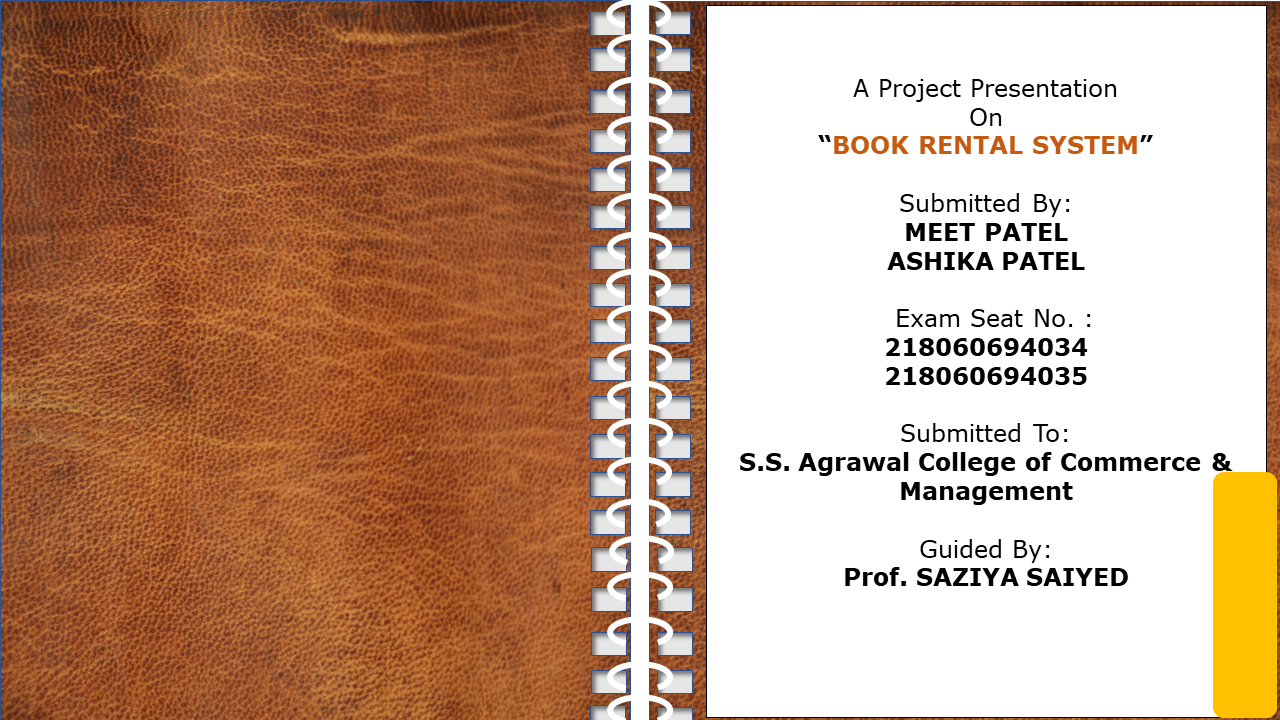 A Project Presentation
On
“BOOK RENTAL SYSTEM”
Submitted By:
MEET PATEL
ASHIKA PATEL
Exam Seat No. :
218060694034
218060694035
Submitted To:
S.S. Agrawal College of Commerce &
Management
Guided By:
Prof. SAZIYA SAIYED